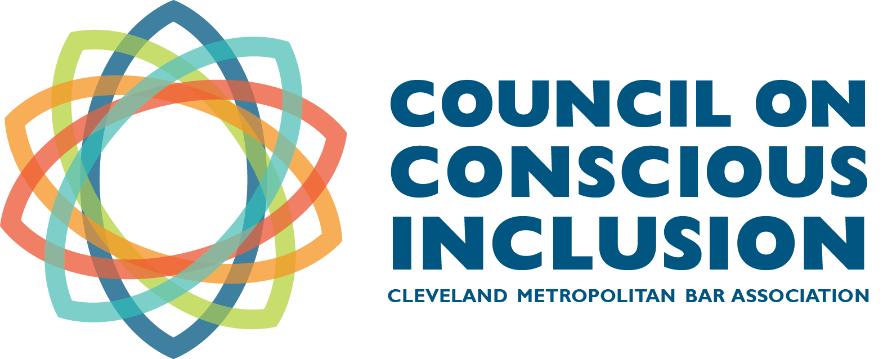 COUNCIL ON
CONSCIOUS
INCLUSION
CLEVELAND METROPOLITAN BAR ASSOCIATION